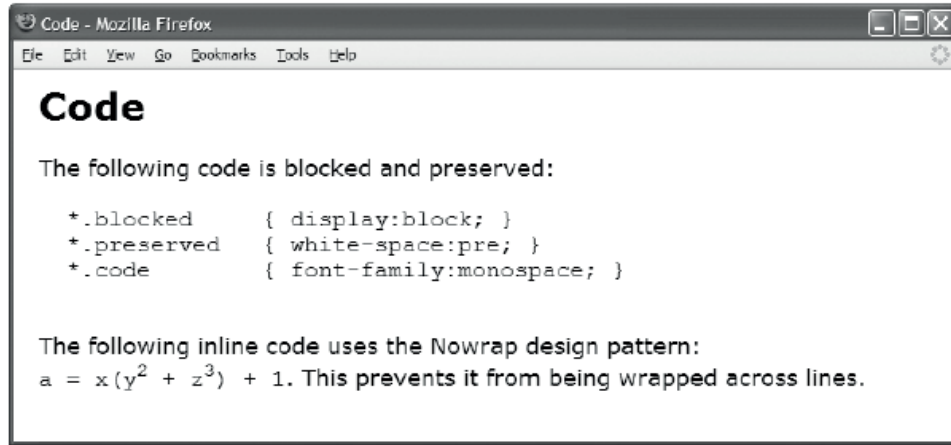 Code - Mozilla Firefox
File Edit View Go Bookmarks Tools Help
Code
The following code is blocked and preserved:
*.blocked     { display:block; }
*.preserved   { white-space:pre; }
*.code        { font-family:monospace; }
The following inline code uses the Nowrap design pattern:
a = x(y² + z³) + 1. This prevents it from being wrapped across lines.